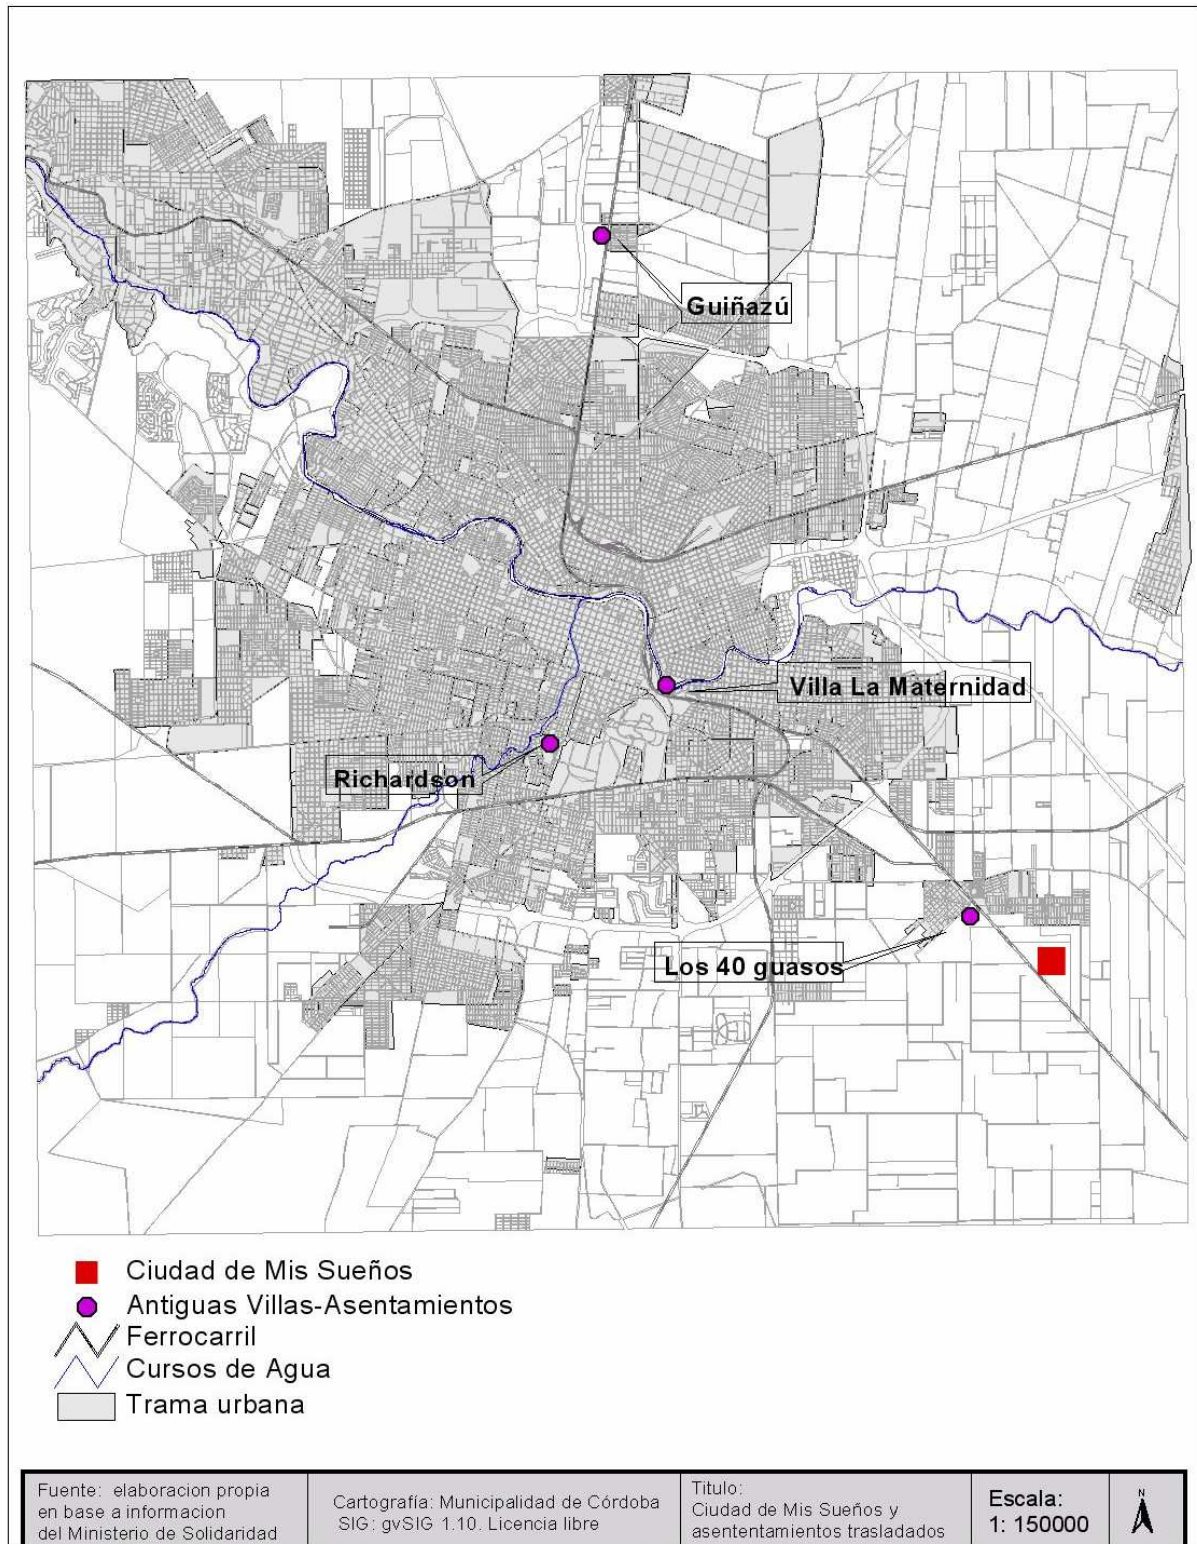 Guiñazú
Villa La Maternidad
Richardson
Los 40 guasos
Ciudad de Mis Sueños
Antiguas Villas-Asentamientos
Ferrocarril
Cursos de Agua
Trama urbana
Fuente: elaboracion propia
en base a informacion
del Ministerio de Solidaridad
Cartografía: Municipalidad de Córdoba
SIG: gvSIG 1.10. Licencia libre
Titulo:
Ciudad de Mis Sueños y
asententamientos trasladados
Escala:
1: 150000
N